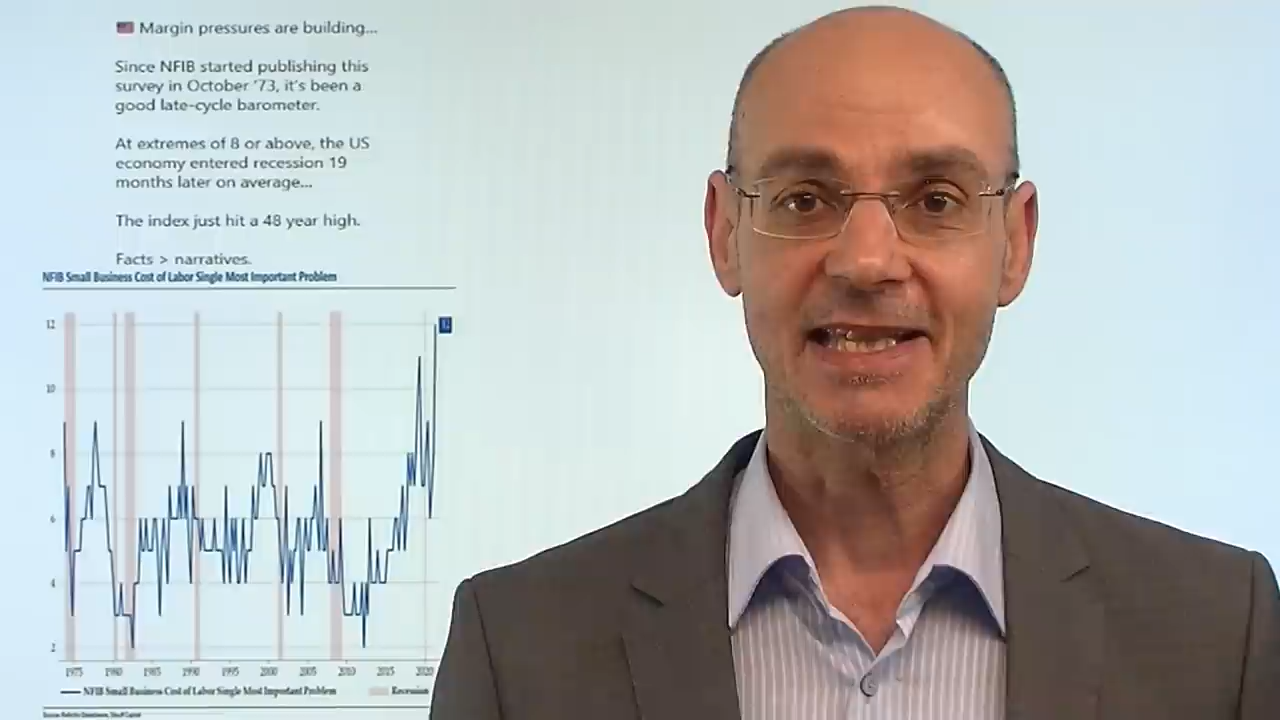 🇺🇸 Margin pressures are building...
Since NFIB started publishing this
survey in October '73, it's been a
good late-cycle barometer.
At extremes of 8 or above, the US
economy entered recession 19
months later on average...
The index just hit a 48 year high.
Facts > narratives.
NFIB Small Business Cost of Labor Single Most Important Problem
12
12
10
8
6
4
2
1975 1980 1985 1990 1995 2000 2005 2010 2015 2020
NFIB Small Business Cost of Labor Single Most Important Problem Recession